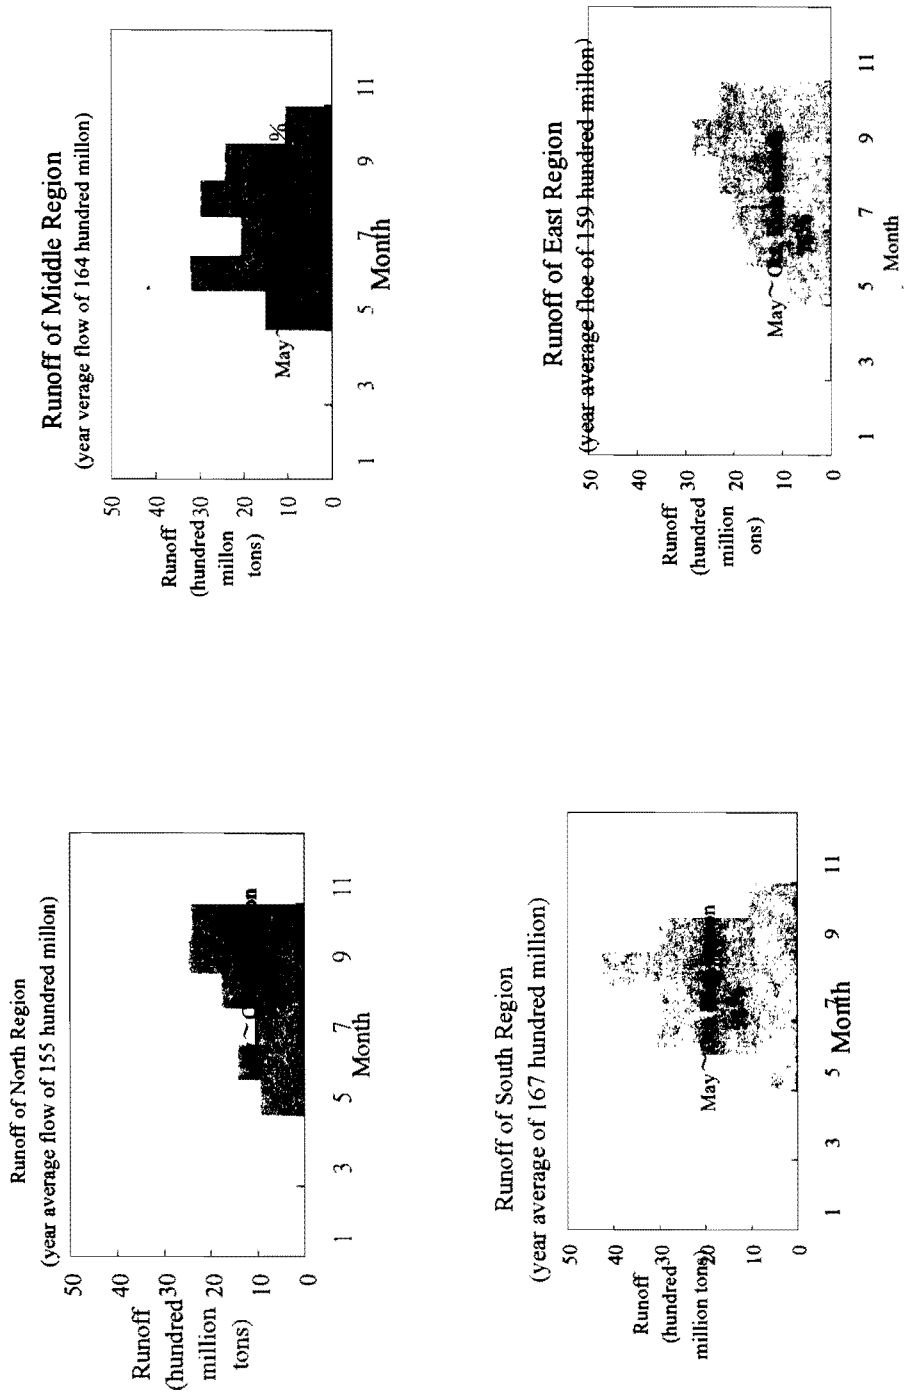 Runoff of North Region
(year average flow of 155 hundred millon)
50
40
30
20
10
0
Runoff
(hundred
million
tons)
1
3
5
7
9
11
Month
Runoff of Middle Region
(year verage flow of 164 hundred millon)
50
40
30
20
10
0
Runoff
(hundred
millon
tons)
May~
%
1
3
5
7
9
11
Month
Runoff of South Region
(year average of 167 hundred million)
50
40
30
20
10
0
Runoff
(hundred
million tons)
May~
1
3
5
7
9
11
Month
Runoff of East Region
(year average floe of 159 hundred millon)
50
40
30
20
10
0
Runoff
(hundred
million
ons)
May~Oct.
1
3
5
7
9
11
Month